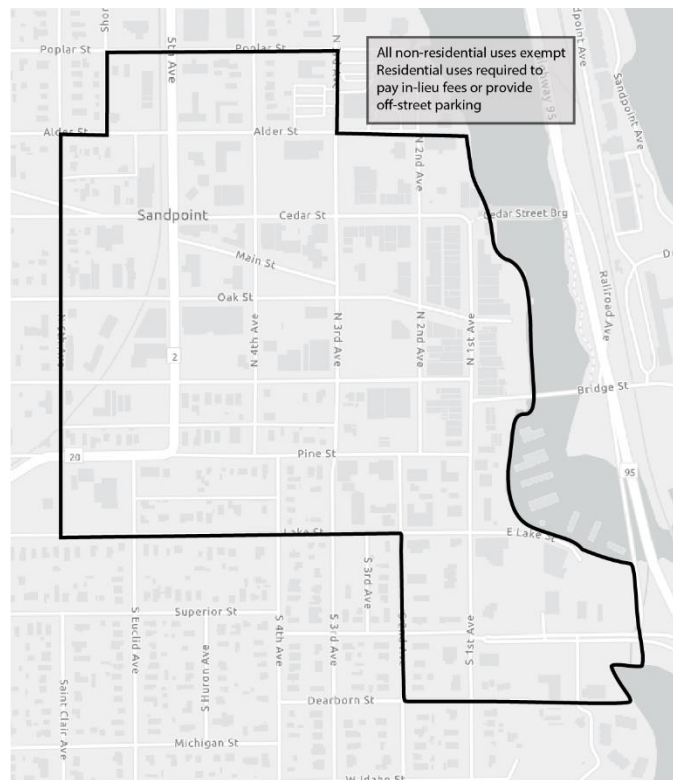 Poplar St
5th Ave
Poplar St
All non-residential uses exempt
Residential uses required to
pay in-lieu fees or provide
off-street parking
Sandpoint Ave
Alder St
Alder St
N 2nd Ave
Sandpoint
Cedar St
Cedar Street Brg
Main St
Oak St
Railroad Ave
N 4th Ave
N 3rd Ave
N 2nd Ave
N 1st Ave
2
Bridge St
20
Pine St
95
Lake St
E Lake St
S 3rd Ave
Superior St
S Euclid Ave
S Huron Ave
S 4th Ave
S 3rd Ave
S 1st Ave
Saint Clair Ave
Dearborn St
Michigan St
W Idaho St